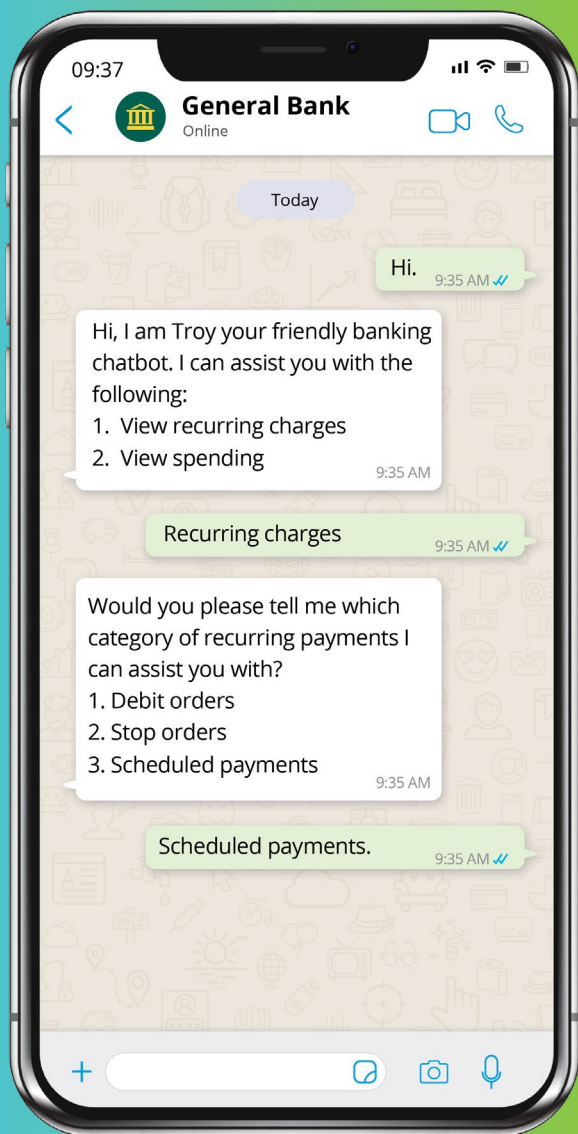 09:37
General Bank
Online
Today
Hi.
9:35 AM
Hi, I am Troy your friendly banking
chatbot. I can assist you with the
following:
1. View recurring charges
2. View spending
9:35 AM
Recurring charges
9:35 AM
Would you please tell me which
category of recurring payments I
can assist you with?
1. Debit orders
2. Stop orders
3. Scheduled payments
9:35 AM
Scheduled payments.
9:35 AM